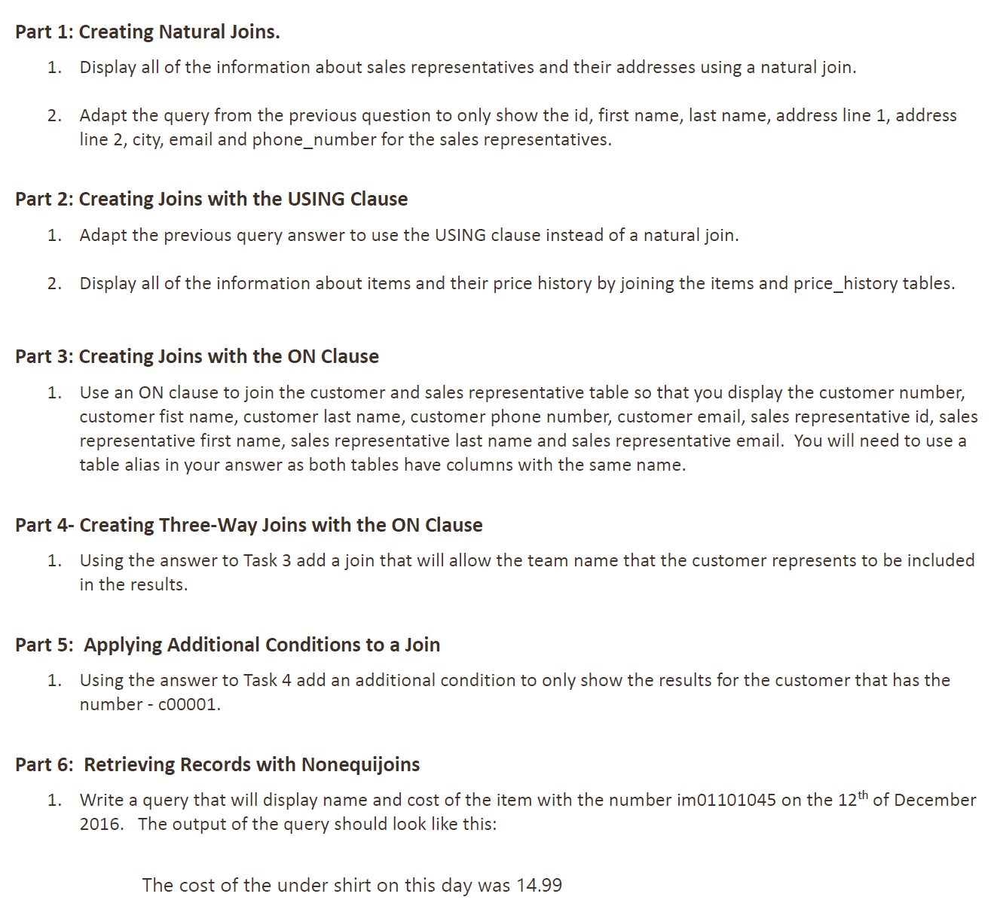 Part 1: Creating Natural Joins.
1. Display all of the information about sales representatives and their addresses using a natural join.
2. Adapt the query from the previous question to only show the id, first name, last name, address line 1, address
line 2, city, email and phone_number for the sales representatives.
Part 2: Creating Joins with the USING Clause
1. Adapt the previous query answer to use the USING clause instead of a natural join.
2. Display all of the information about items and their price history by joining the items and price_history tables.
Part 3: Creating Joins with the ON Clause
1. Use an ON clause to join the customer and sales representative table so that you display the customer number,
customer fist name, customer last name, customer phone number, customer email, sales representative id, sales
representative first name, sales representative last name and sales representative email. You will need to use a
table alias in your answer as both tables have columns with the same name.
Part 4- Creating Three-Way Joins with the ON Clause
1. Using the answer to Task 3 add a join that will allow the team name that the customer represents to be included
in the results.
Part 5: Applying Additional Conditions to a Join
1. Using the answer to Task 4 add an additional condition to only show the results for the customer that has the
number - c00001.
Part 6: Retrieving Records with Nonequijoins
1. Write a query that will display name and cost of the item with the number im01101045 on the 12th of December
2016. The output of the query should look like this:
The cost of the under shirt on this day was 14.99